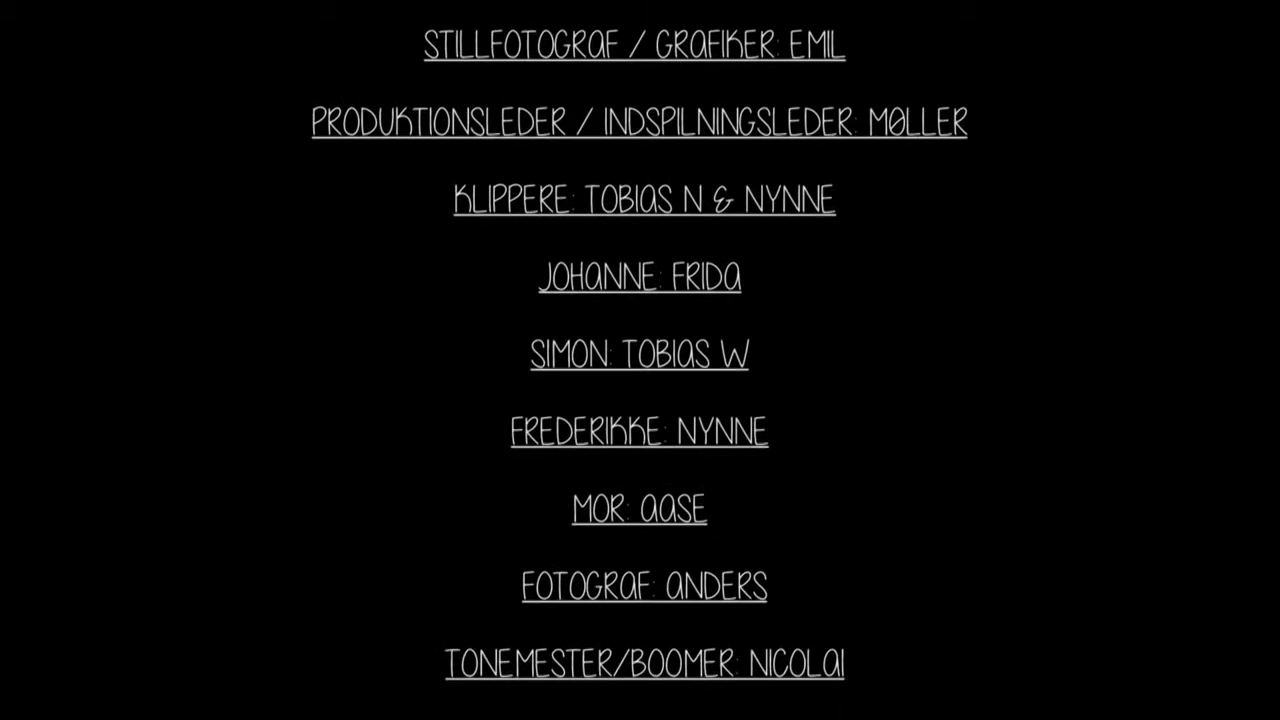 STILLFOTOGRAF / GRAFIKER: EMIL
PRODUKTIONSLEDER / INDSPILNINGSLEDER: MØLLER
KLIPPERE: TOBIAS N & NYNNE
JOHANNE: FRIDA
SIMON: TOBIAS W
FREDERIKKE: NYNNE
MOR: AASE
FOTOGRAF: ANDERS
TONEMESTER/BOOMER: NICOLAI